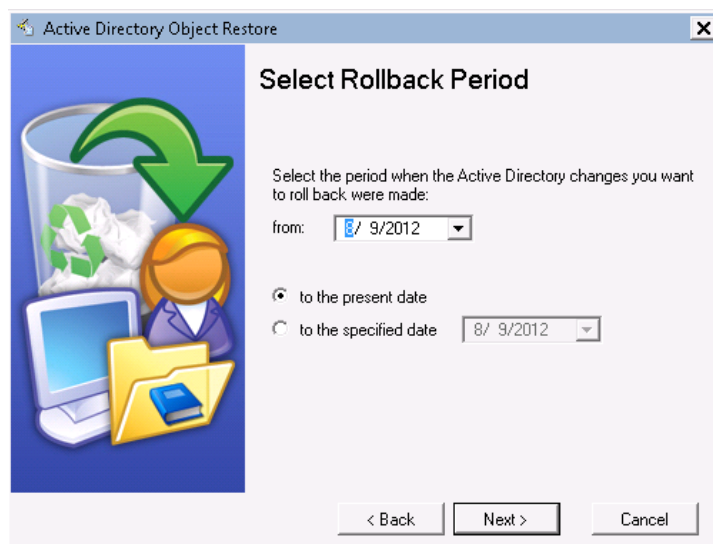 Active Directory Object Restore
Select Rollback Period
Select the period when the Active Directory changes you want
to roll back were made:
from: 8/ 9/2012
to the present date
to the specified date 8/ 9/2012
< Back Next > Cancel